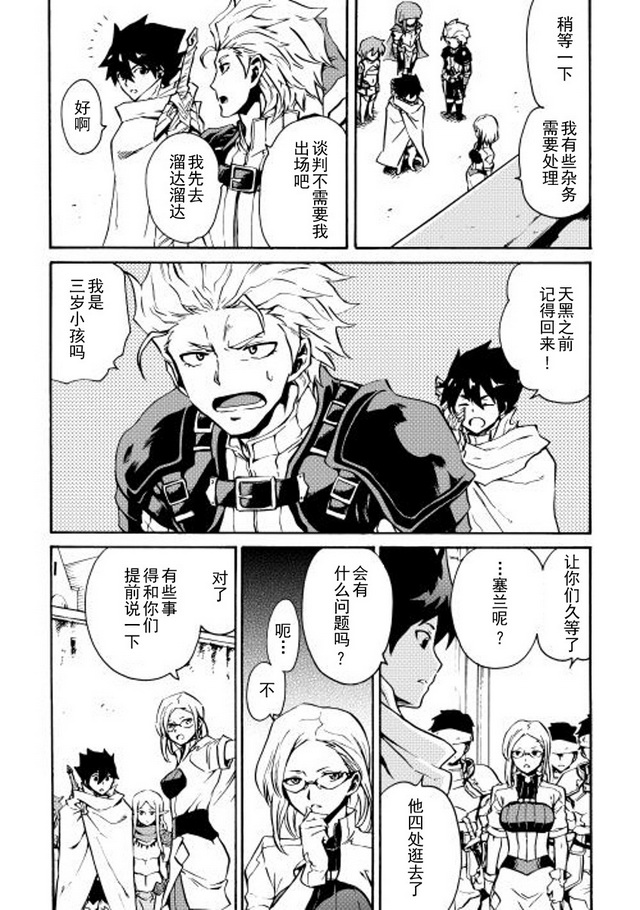 稍等一下
我有些杂务
需要处理
谈判不需要我
出场吧
我先去
溜达溜达
好啊
天黑之前
记得回来！
我是
三岁小孩吗
让你们久等了
…塞兰呢？
他四处逛去了
会有
什么问题吗？
呃…
不
对了
有些事
得和你们
提前说一下